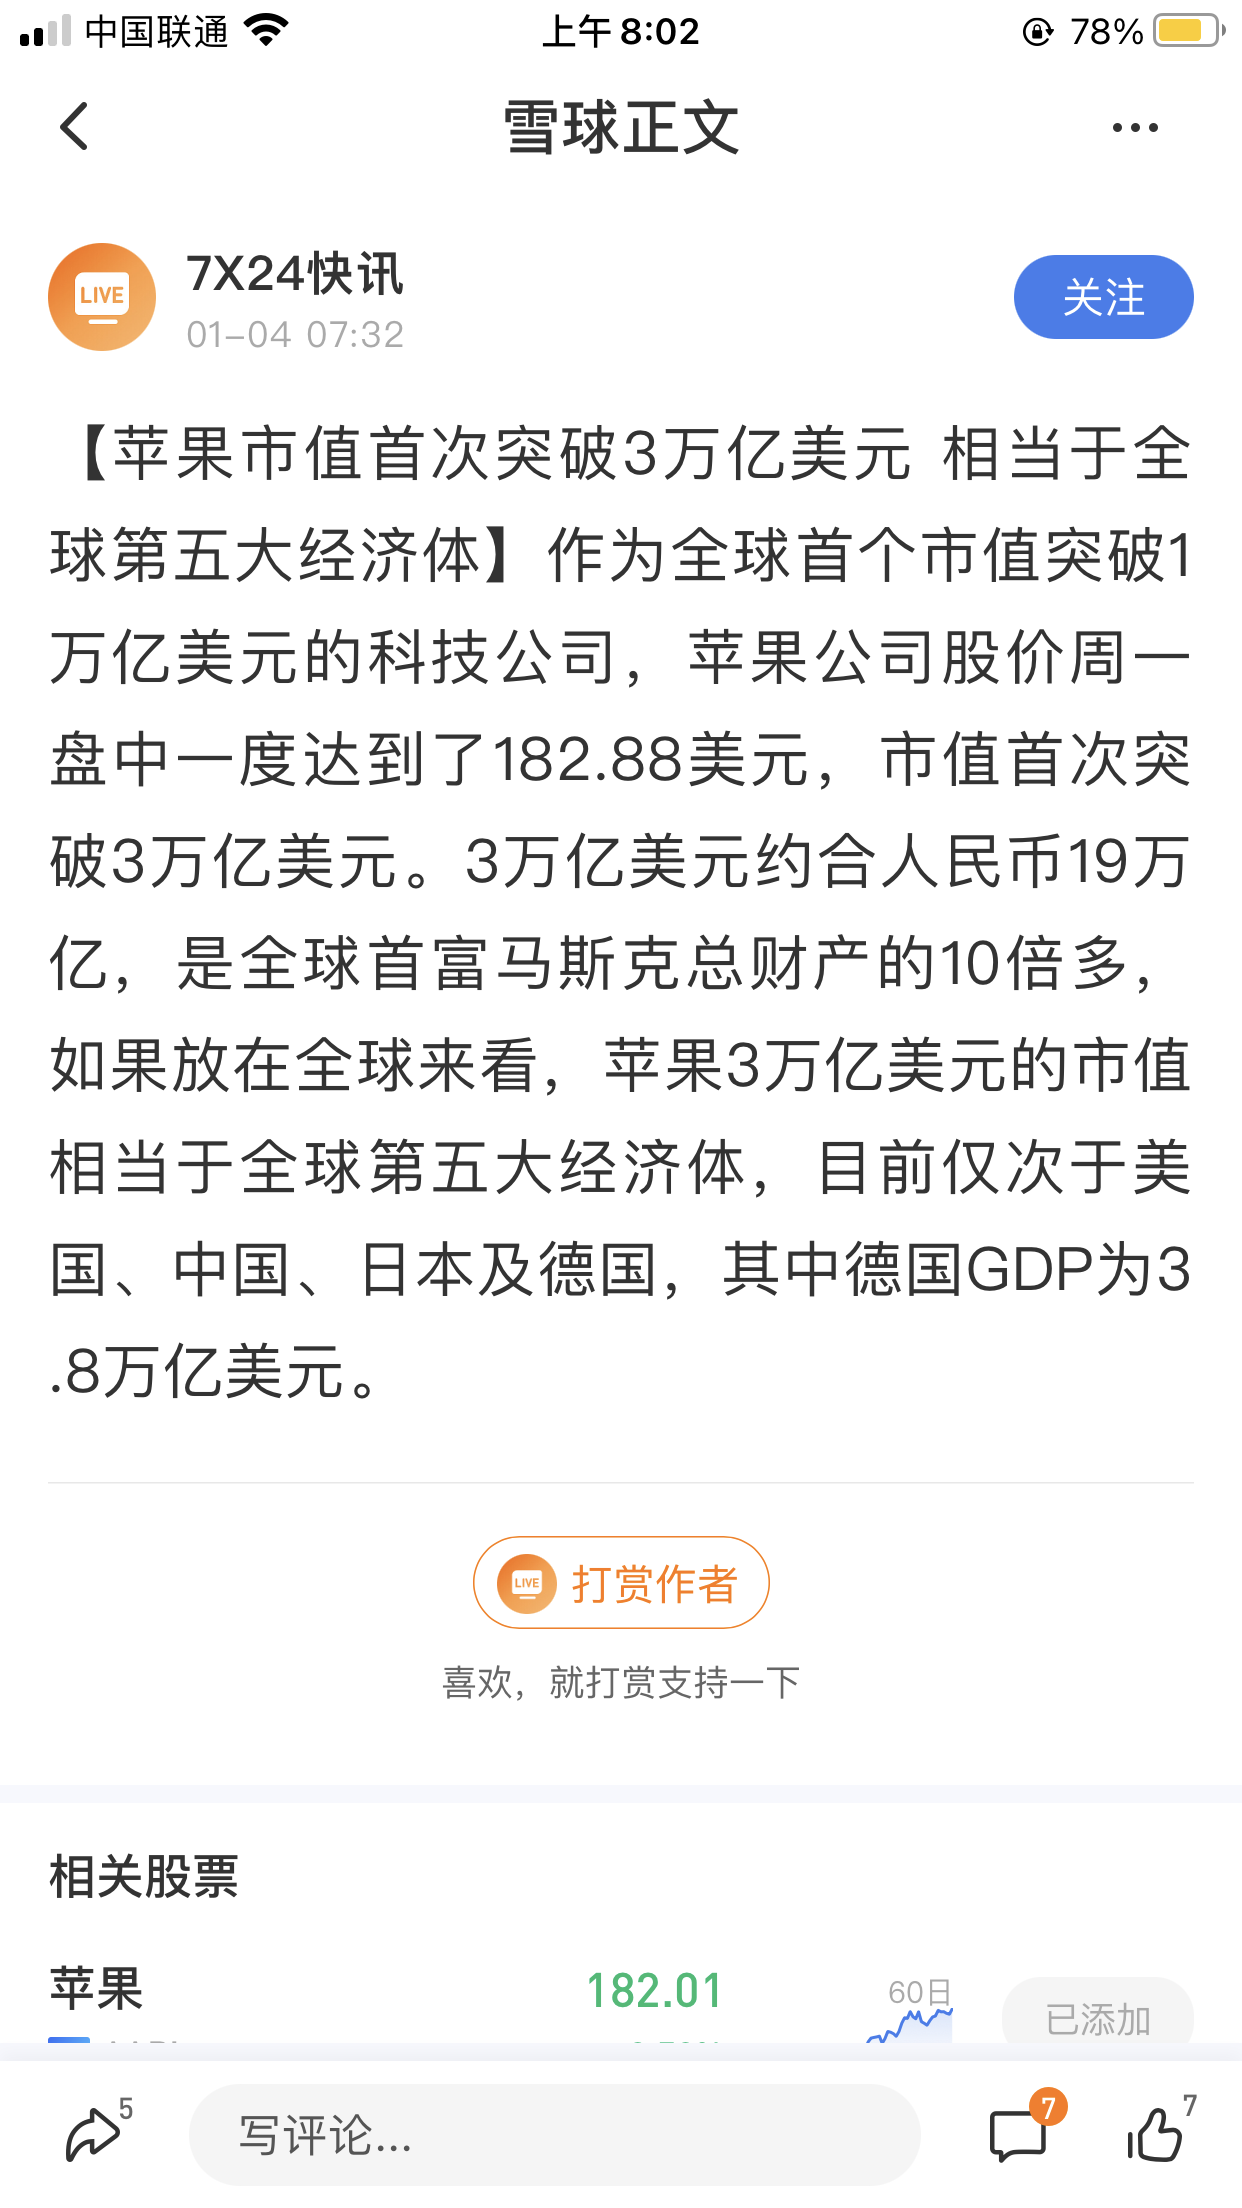 中国联通 上午 8:02 78%
雪球正文
LIVE
7X24快讯
01-04 07:32
关注
【苹果市值首次突破3万亿美元 相当于全
球第五大经济体】作为全球首个市值突破1
万亿美元的科技公司，苹果公司股价周一
盘中一度达到了182.88美元，市值首次突
破3万亿美元。3万亿美元约合人民币19万
亿，是全球首富马斯克总财产的10倍多，
如果放在全球来看，苹果3万亿美元的市值
相当于全球第五大经济体，目前仅次于美
国、中国、日本及德国，其中德国GDP为3
.8万亿美元。
LIVE 打赏作者
喜欢，就打赏支持一下
相关股票
苹果 182.01 60日 已添加
5 写评论... 7 7